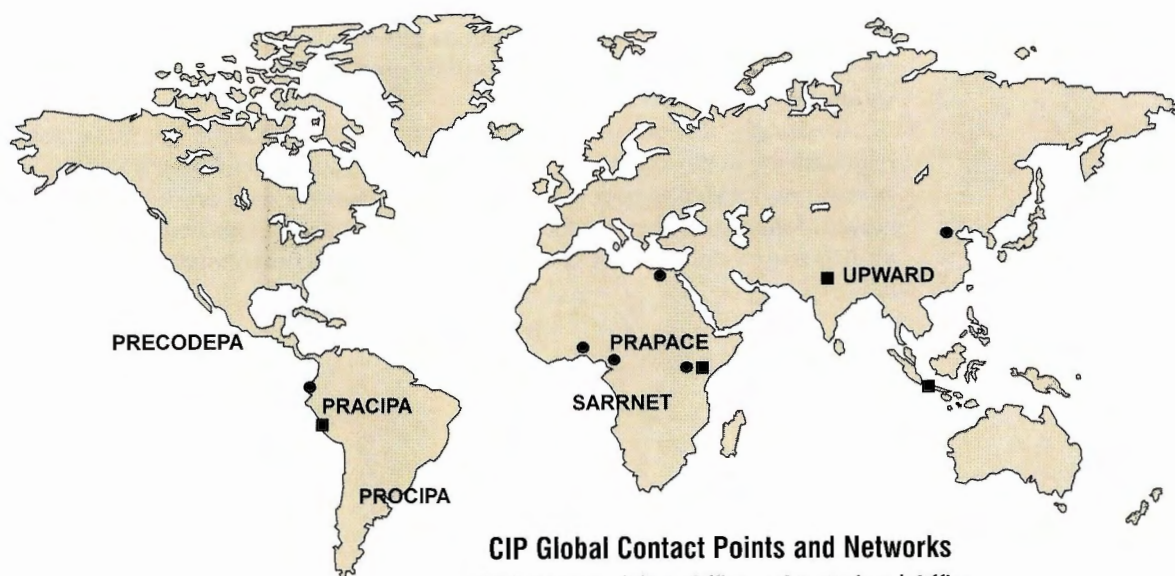 UPWARD
PRECODEPA
PRAPACE
PRACIPA
SARRNET
PROCIPA
CIP Global Contact Points and Networks